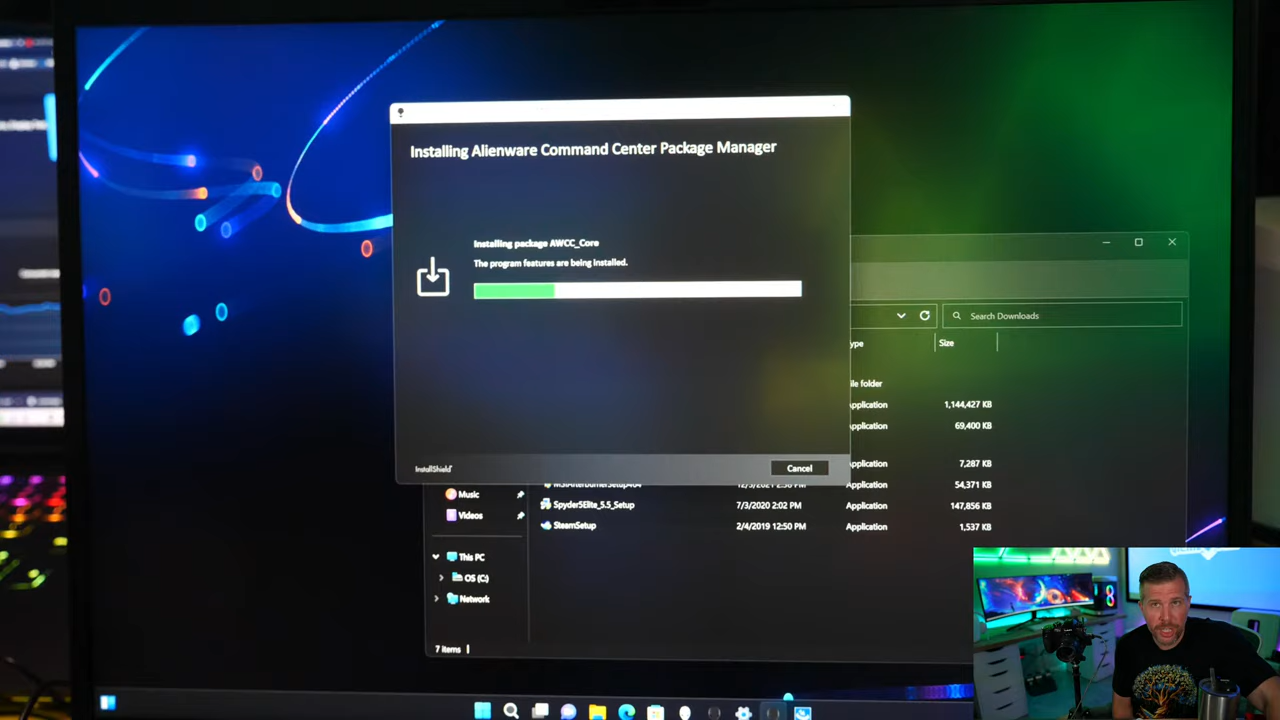 Installing Alienware Command Center Package Manager
Installing package AWCC_Core
The program features are being installed.
InstallShield
Cancel
Search Downloads
ype
Size
ile folder
Application
1,144,427 KB
Application
69,400 KB
Application
7,287 KB
Application
54,371 KB
Spyder5Elite_5.5_Setup
7/3/2020 2:02 PM
Application
147,856 KB
SteamSetup
2/4/2019 12:50 PM
Application
1,537 KB
Music
Videos
This PC
OS (C:)
Network
7 items